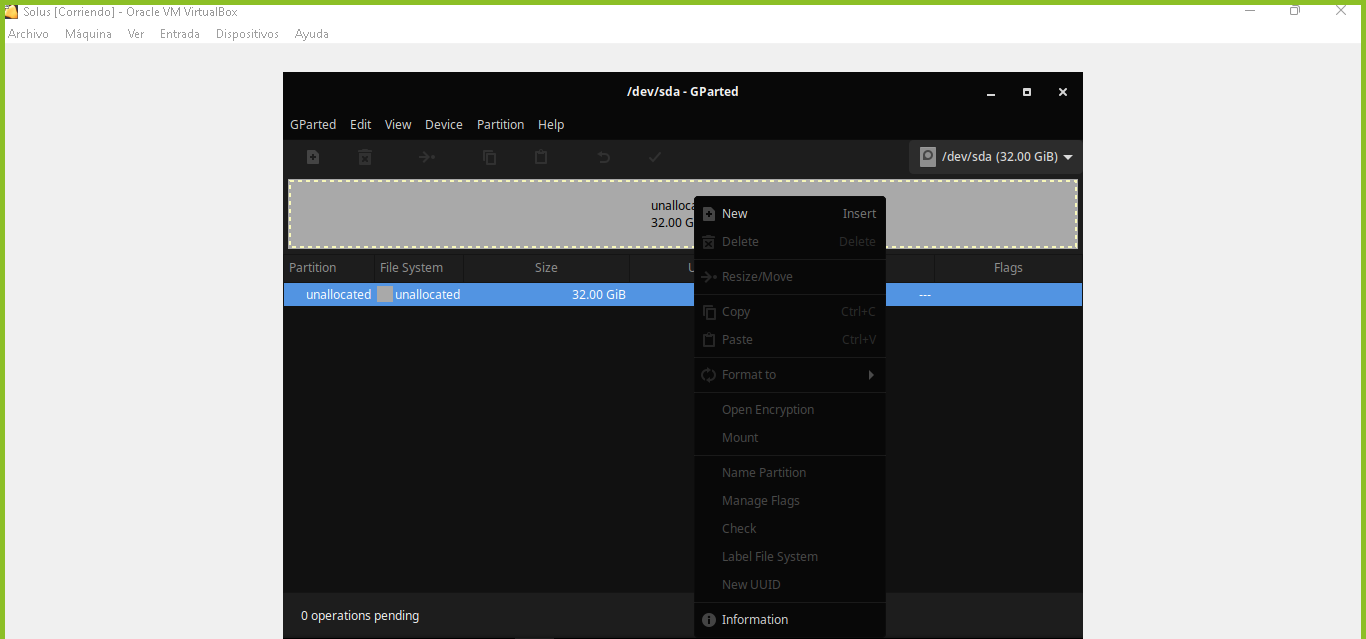 Solus [Corriendo] - Oracle VM VirtualBox
Archivo Máquina Ver Entrada Dispositivos Ayuda
/dev/sda - GParted
GParted Edit View Device Partition Help
/dev/sda (32.00 GiB)
unalloca
32.00 G
Partition File System Size U Flags
unallocated unallocated 32.00 GiB ---
New Insert
Delete Delete
Resize/Move
Copy Ctrl+C
Paste Ctrl+V
Format to
Open Encryption
Mount
Name Partition
Manage Flags
Check
Label File System
New UUID
Information
0 operations pending